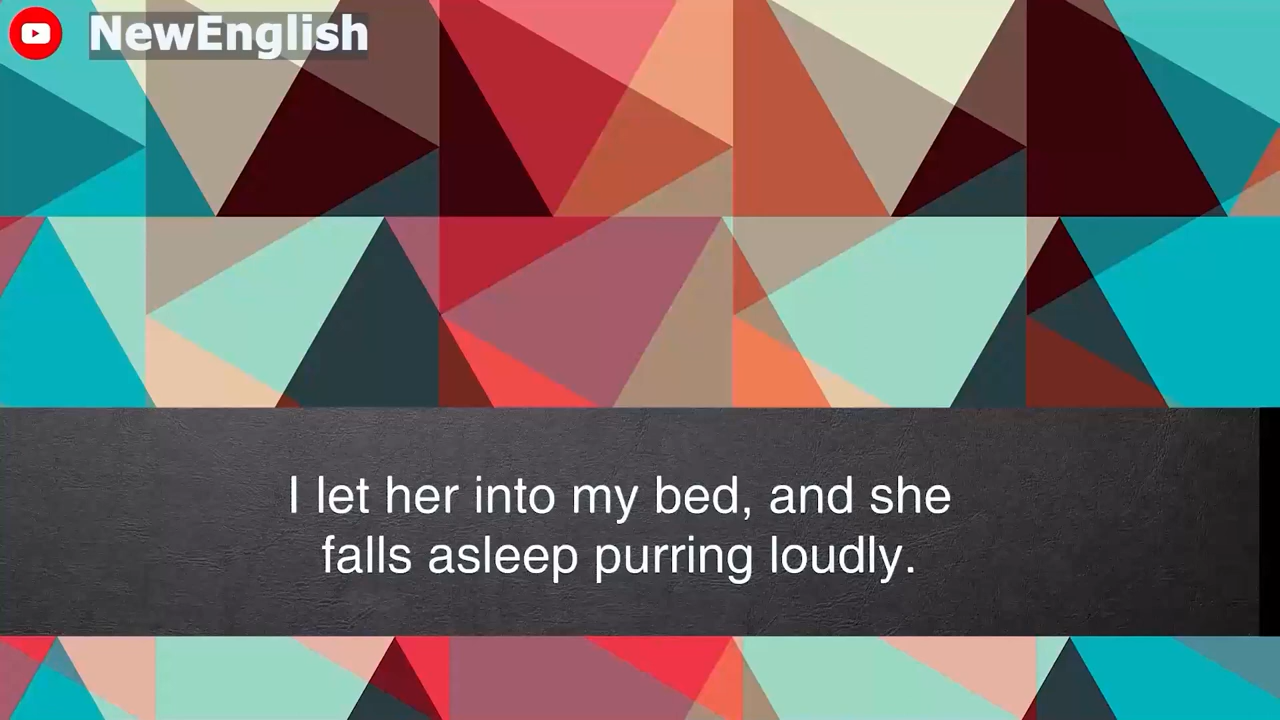 NewEnglish
I let her into my bed, and she
falls asleep purring loudly.